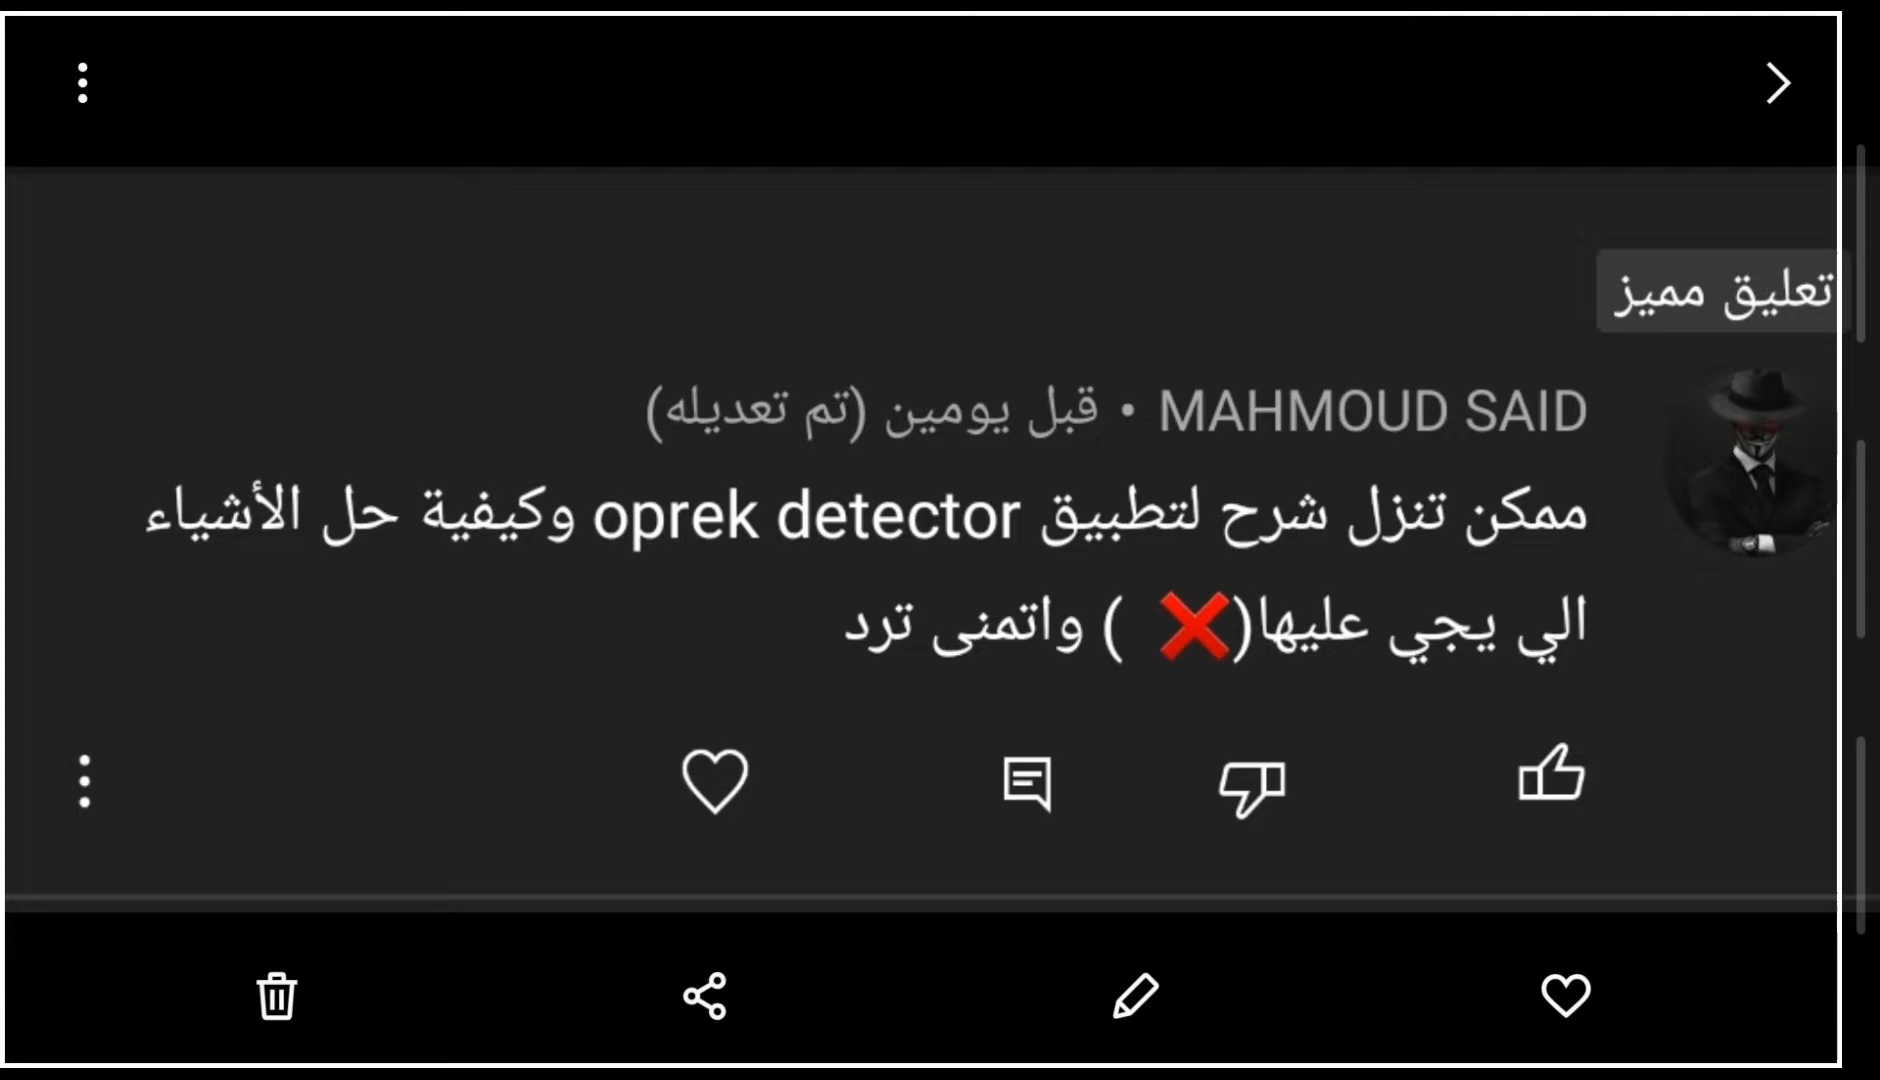 تعليق مميز
MAHMOUD SAID • قبل يومين (تم تعديله)
ممكن تنزل شرح لتطبيق oprek detector وكيفية حل الأشياء
الي يجي عليها(❌ ) واتمنى ترد